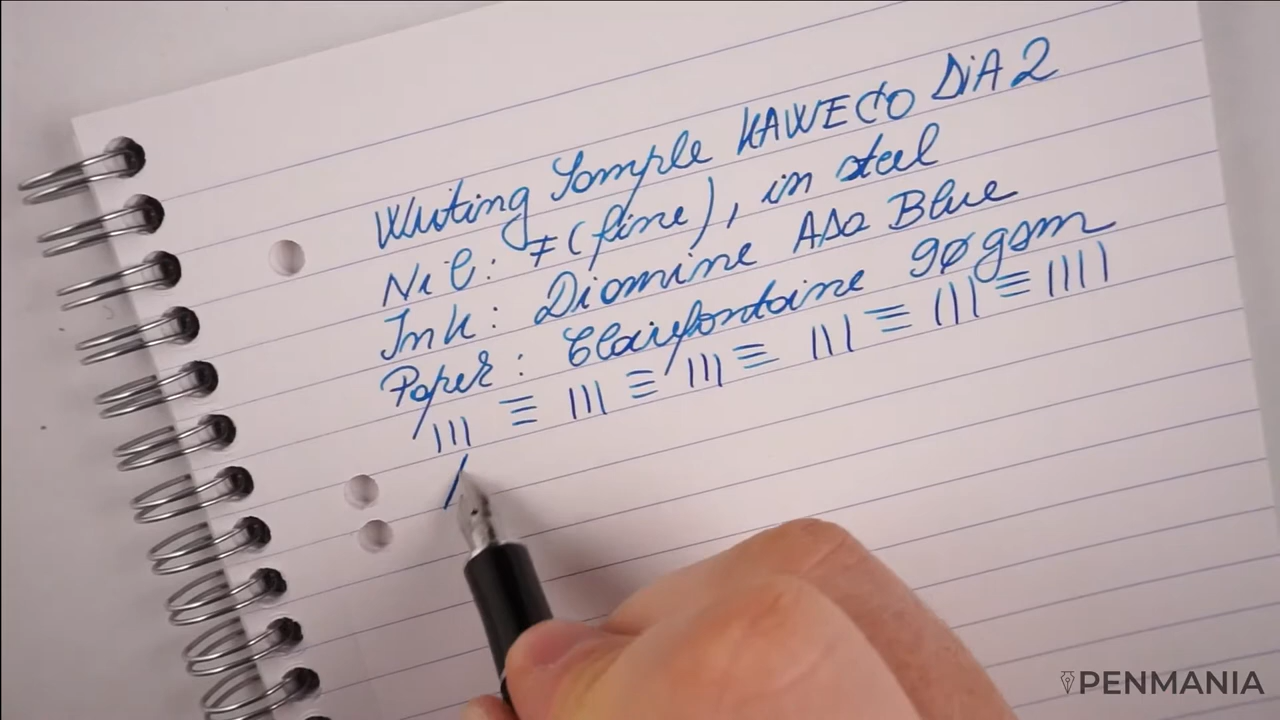 Writing Sample KAWECO DiA 2
Nib: F (fine), in steel
Ink: Diamine ASA Blue
Paper: Clairefontaine 90 gsm
||| ≡ ||| ≡ ||| ≡ ||| ≡ ||| ≡ ||||
PENMANIA